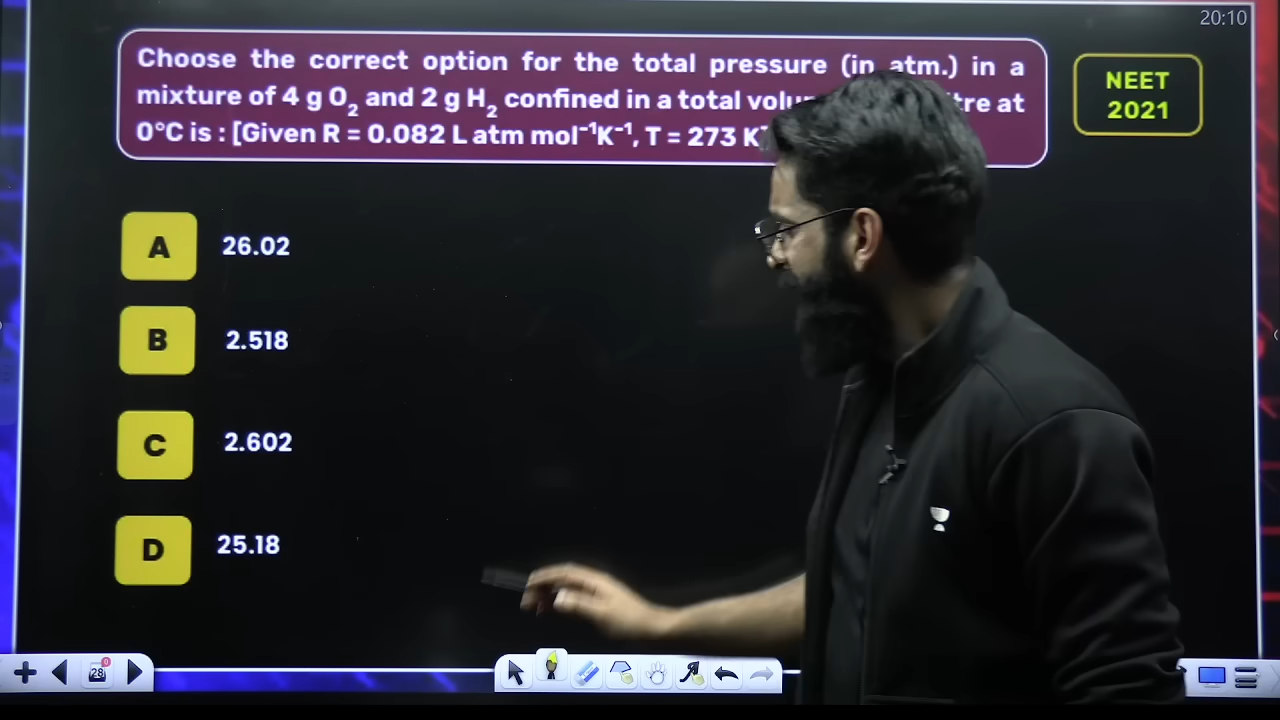 20:10
Choose the correct option for the total pressure (in atm.) in a
mixture of 4 g O₂ and 2 g H₂ confined in a total at
0°C is : [Given R = 0.082 L atm mol⁻¹K⁻¹, T = 273 K
NEET
2021
A 26.02
B 2.518
C 2.602
D 25.18
28
0